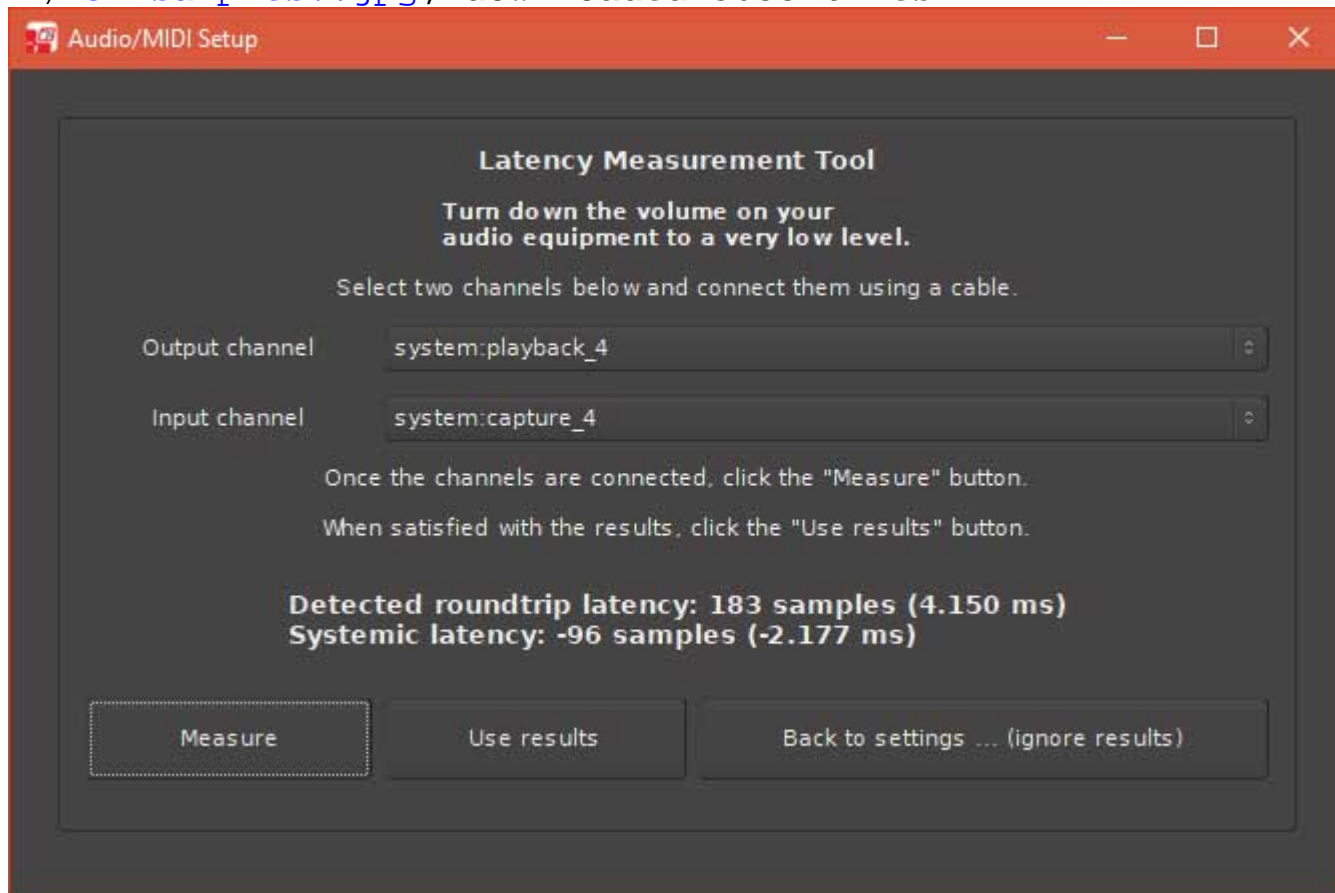 Audio/MIDI Setup
Latency Measurement Tool
Turn down the volume on your
audio equipment to a very low level.
Select two channels below and connect them using a cable.
Output channel system:playback_4
Input channel system:capture_4
Once the channels are connected, click the "Measure" button.
When satisfied with the results, click the "Use results" button.
Detected roundtrip latency: 183 samples (4.150 ms)
Systemic latency: -96 samples (-2.177 ms)
Measure Use results Back to settings ... (ignore results)